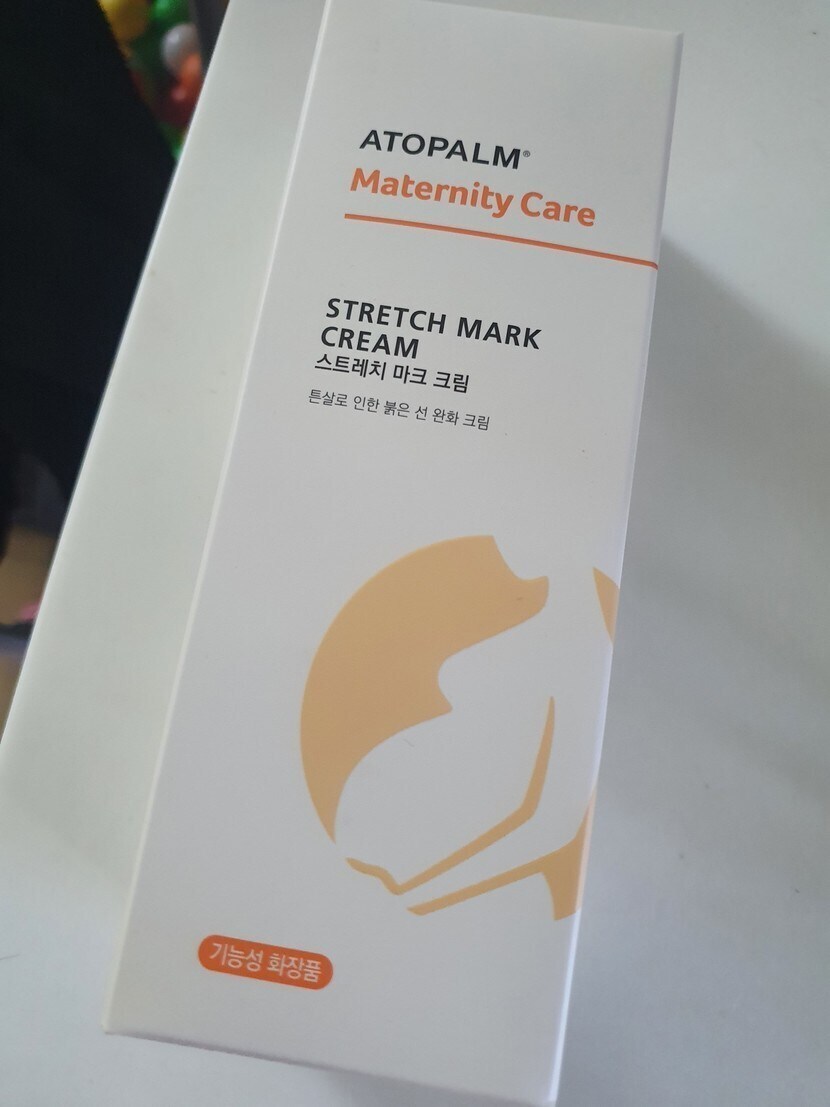 ATOPALM®
Maternity Care
STRETCH MARK
CREAM
스트레치 마크 크림
튼살로 인한 붉은 선 완화 크림
기능성 화장품